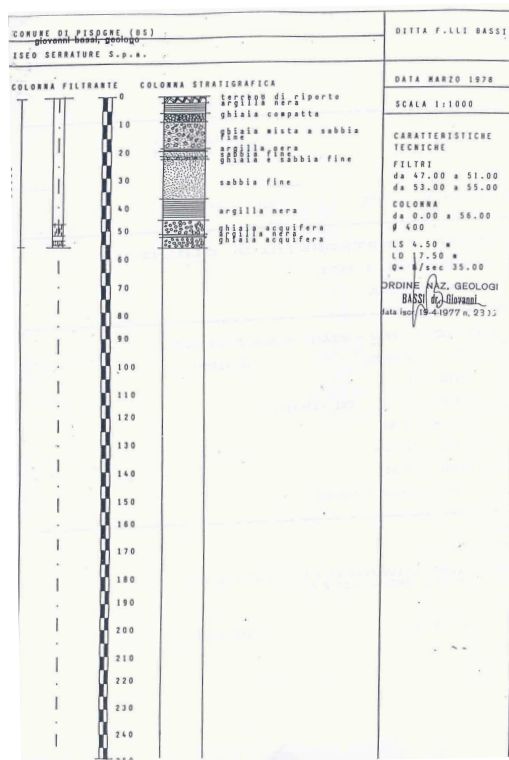 COMUNE DI PISOGNE (BS)
giovanni bassi, geologo
ISEO SERRATURE S.p.a.
DITTA F.LLI BASSI
DATA MARZO 1978
SCALA 1:1000
COLONNA FILTRANTE COLONNA STRATIGRAFICA
0
10
20
30
40
50
60
70
80
90
100
110
120
130
140
150
160
170
180
190
200
210
220
230
240
di riporto
argilla nera
ghiaia compatta
ghiaia mista a sabbia
fine
argilla nera
sabbia fine
ghiaia e sabbia fine
sabbia fine
argilla nera
ghiaia acquifera
argilla nera
ghiaia acquifera
CARATTERISTICHE
TECNICHE
FILTRI
da 47.00 a 51.00
da 53.00 a 55.00
COLONNA
da 0.00 a 56.00
ø 400
LS 4.50 m
LD 17.50 m
Q= /sec 35.00
ORDINE NAZ. GEOLOGI
BASSI dr. Giovanni
data iscr. 19-4-1977 n.